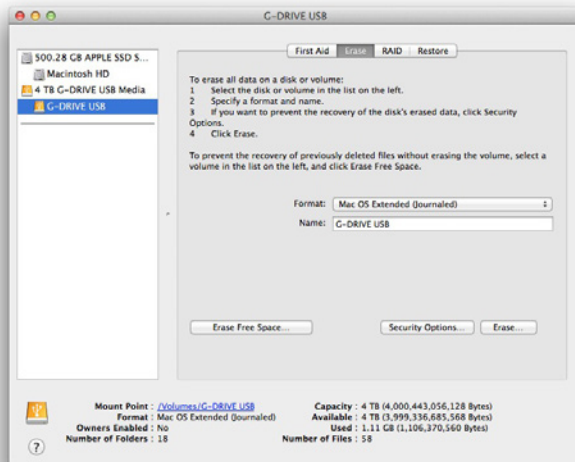 G-DRIVE USB
500.28 GB APPLE SSD S...
Macintosh HD
4 TB G-DRIVE USB Media
G-DRIVE USB
First Aid Erase RAID Restore
To erase all data on a disk or volume:
1 Select the disk or volume in the list on the left.
2 Specify a format and name.
3 If you want to prevent the recovery of the disk's erased data, click Security
Options.
4 Click Erase.
To prevent the recovery of previously deleted files without erasing the volume, select a
volume in the list on the left, and click Erase Free Space.
Format: Mac OS Extended (Journaled)
Name: G-DRIVE USB
Erase Free Space... Security Options... Erase...
Mount Point : /Volumes/G-DRIVE USB Capacity : 4 TB (4,000,443,056,128 Bytes)
Format : Mac OS Extended (Journaled) Available : 4 TB (3,999,336,685,568 Bytes)
Owners Enabled : No Used : 1.11 GB (1,106,370,560 Bytes)
Number of Folders : 18 Number of Files : 58
?